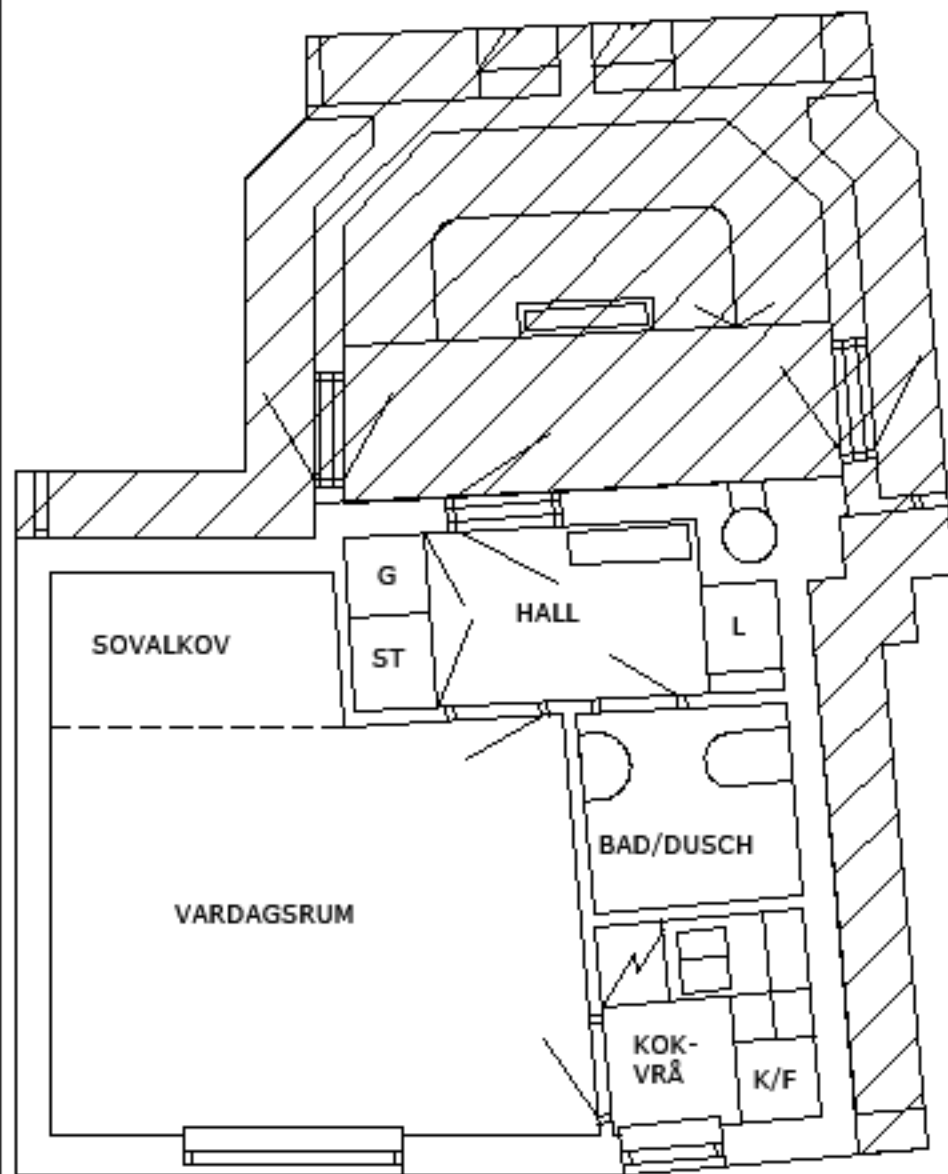 G
HALL
L
SOVALKOV
ST
BAD/DUSCH
VARDAGSRUM
KOK-
VRÅ
K/F